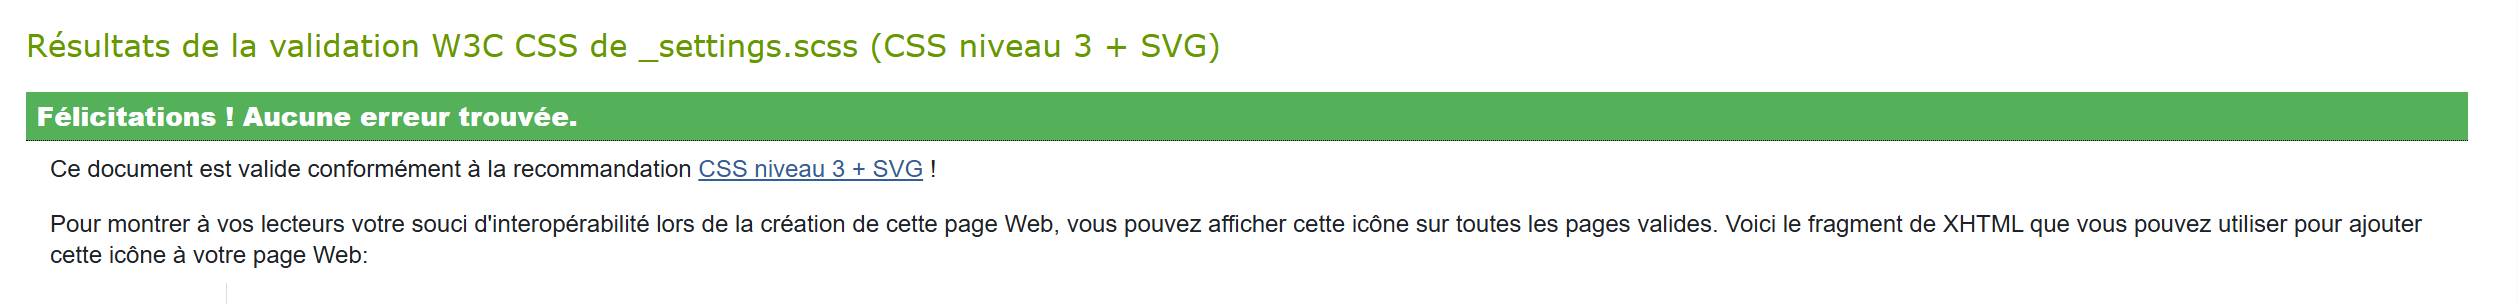 Résultats de la validation W3C CSS de _settings.scss (CSS niveau 3 + SVG)
Félicitations ! Aucune erreur trouvée.
Ce document est valide conformément à la recommandation CSS niveau 3 + SVG !
Pour montrer à vos lecteurs votre souci d'interopérabilité lors de la création de cette page Web, vous pouvez afficher cette icône sur toutes les pages valides. Voici le fragment de XHTML que vous pouvez utiliser pour ajouter
cette icône à votre page Web: